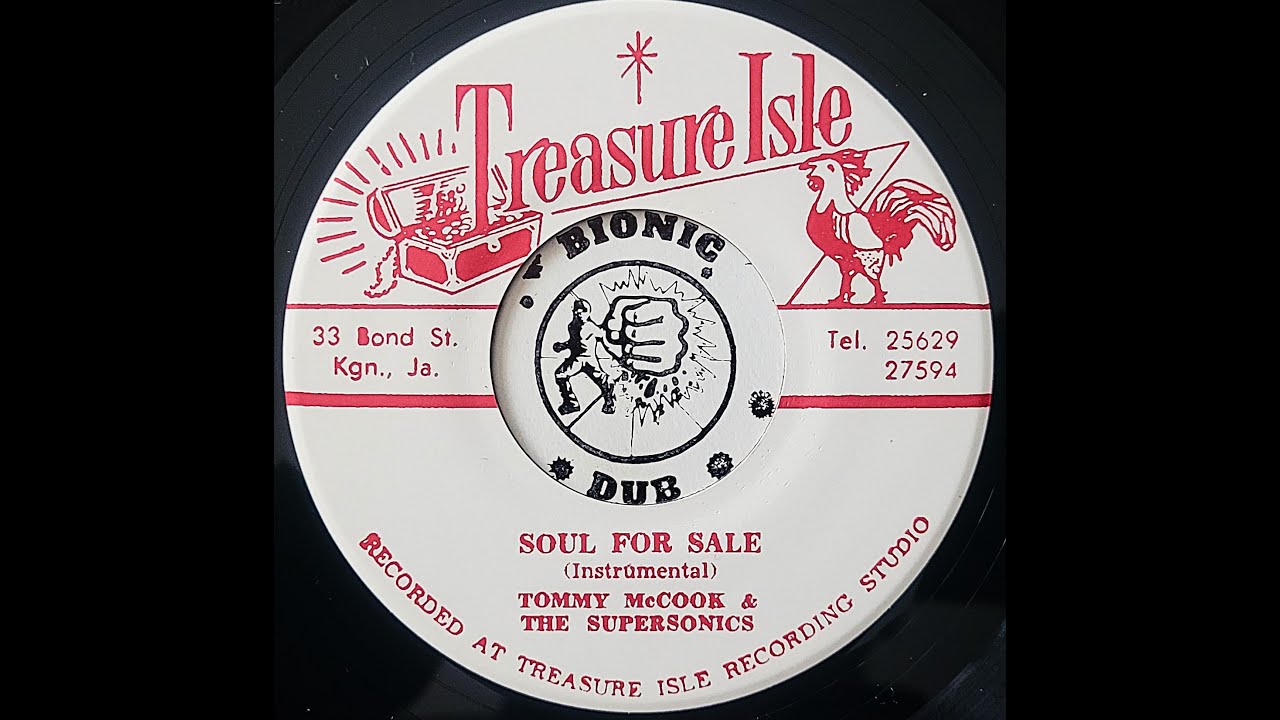 Treasure Isle
33 Bond St.
Kgn., Ja.
Tel. 25629
27594
BIONIC
DUB
SOUL FOR SALE
(Instrumental)
TOMMY McCOOK &
THE SUPERSONICS
RECORDED AT TREASURE ISLE RECORDING STUDIO